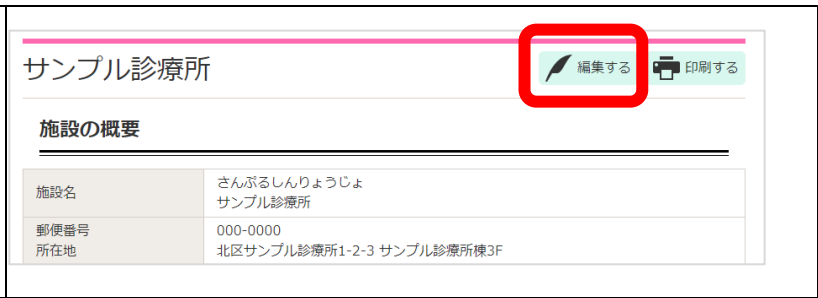 サンプル診療所
編集する
印刷する
施設の概要
施設名
さんぷるしんりょうじょ
サンプル診療所
郵便番号
所在地
000-0000
北区サンプル診療所1-2-3 サンプル診療所棟3F